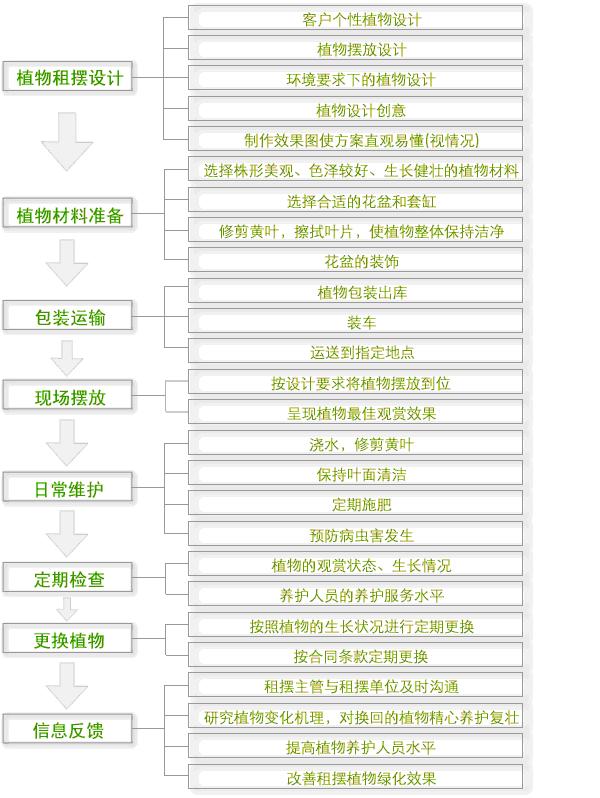 植物租摆设计
客户个性植物设计
植物摆放设计
环境要求下的植物设计
植物设计创意
制作效果图使方案直观易懂(视情况)
植物材料准备
选择株形美观、色泽较好、生长健壮的植物材料
选择合适的花盆和套缸
修剪黄叶，擦拭叶片，使植物整体保持洁净
花盆的装饰
包装运输
植物包装出库
装车
运送到指定地点
现场摆放
按设计要求将植物摆放到位
呈现植物最佳观赏效果
日常维护
浇水，修剪黄叶
保持叶面清洁
定期施肥
预防病虫害发生
定期检查
植物的观赏状态、生长情况
养护人员的养护服务水平
更换植物
按照植物的生长状况进行定期更换
按合同条款定期更换
信息反馈
租摆主管与租摆单位及时沟通
研究植物变化机理，对换回的植物精心养护复壮
提高植物养护人员水平
改善租摆植物绿化效果